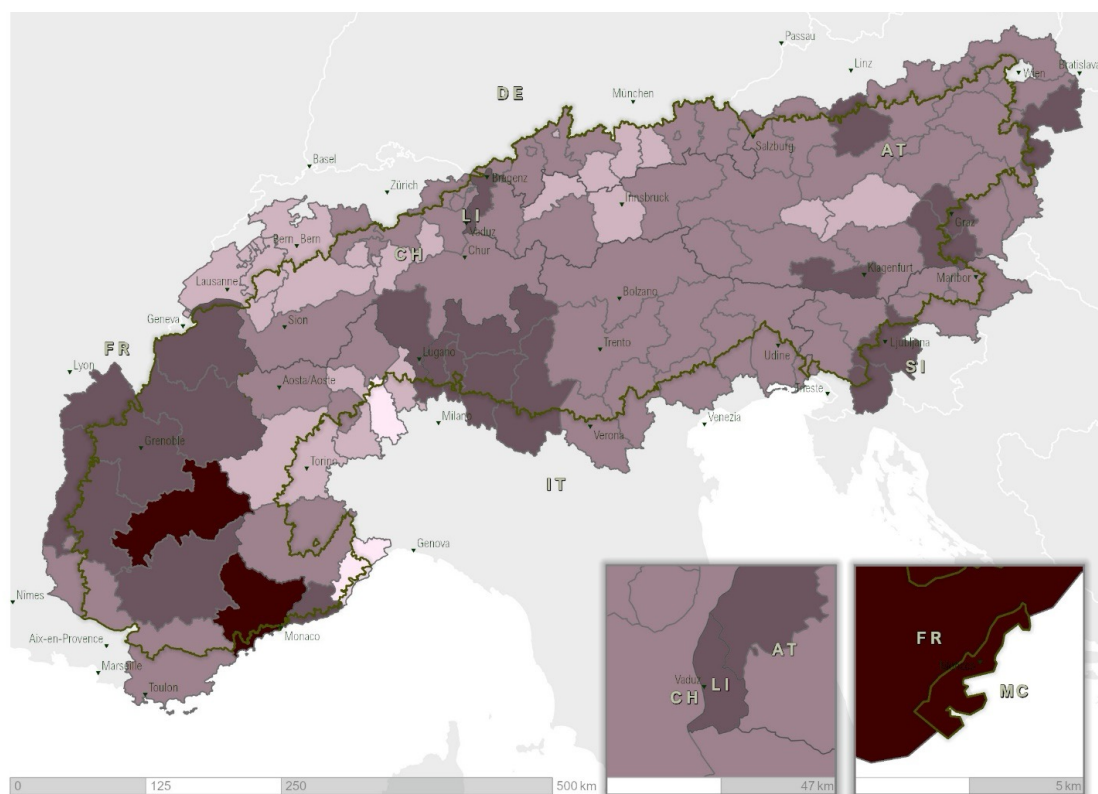 Passau
Linz
Wien
Bratislava
DE
München
Salzburg
AT
Basel
Zürich
Bregenz
Innsbruck
LI
Vaduz
Graz
Bern Bern
CH
Chur
Klagenfurt
Maribor
Lausanne
Bolzano
Geneva
Sion
Ljubljana
FR
Lugano
Trento
Udine
SI
Lyon
Aosta/Aoste
Trieste
Milano
Verona
Venezia
Grenoble
Torino
IT
Genova
Nîmes
Monaco
Aix-en-Provence
Marseille
Toulon
FR
AT
Vaduz
LI
CH
MC
0 125 250 500 km
47 km
5 km